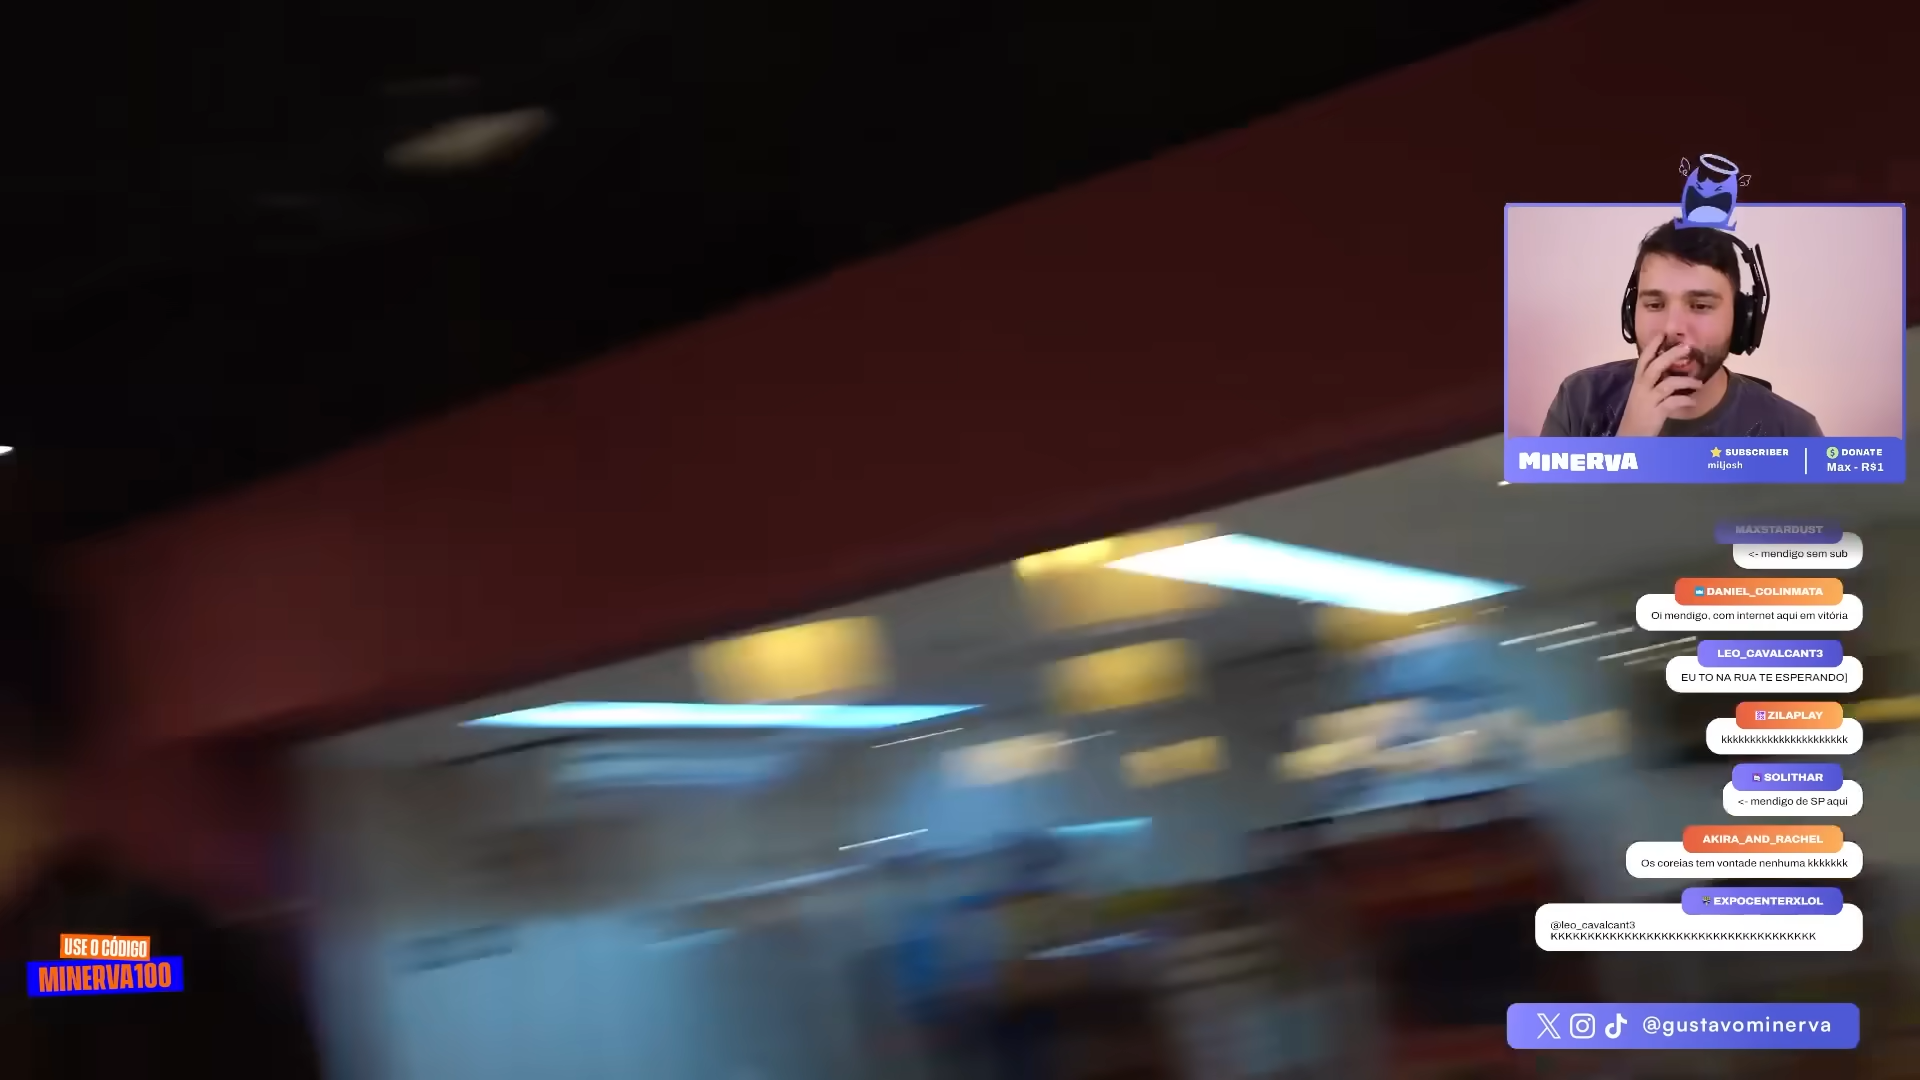 MINERVA
SUBSCRIBER
miljosh
DONATE
Max - R$1
MAXSTARDUST
<- mendigo sem sub
DANIEL_COLINMATA
Oi mendigo, com internet aqui em vitória
LEO_CAVALCANT3
EU TO NA RUA TE ESPERANDO]
ZILAPLAY
kkkkkkkkkkkkkkkkkkkkkk
SOLITHAR
<- mendigo de SP aqui
AKIRA_AND_RACHEL
Os coreias tem vontade nenhuma kkkkkkk
EXPOCENTERXLOL
@leo_cavalcant3
KKKKKKKKKKKKKKKKKKKKKKKKKKKKKKKKKKKK
USE O CÓDIGO
MINERVA100
@gustavominerva